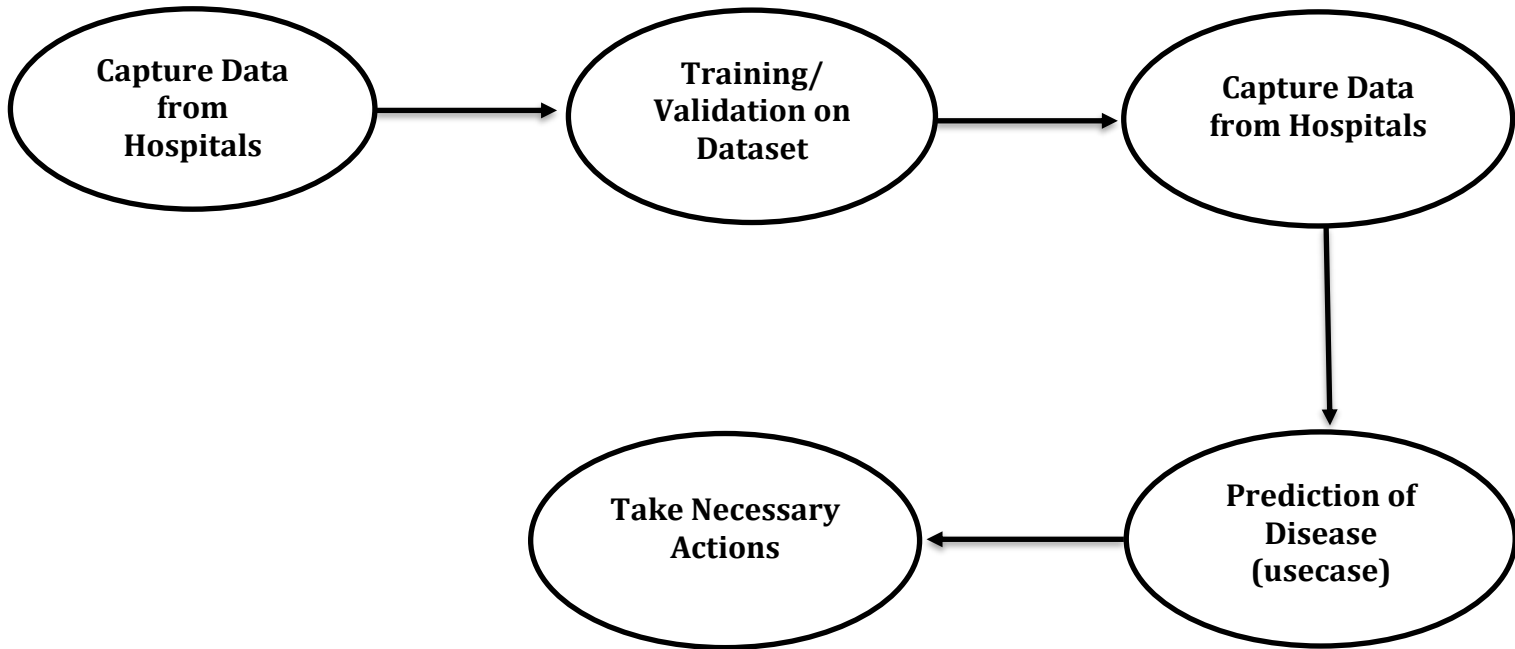 Capture Data
from
Hospitals
Training/
Validation on
Dataset
Capture Data
from Hospitals
Prediction of
Disease
(usecase)
Take Necessary
Actions